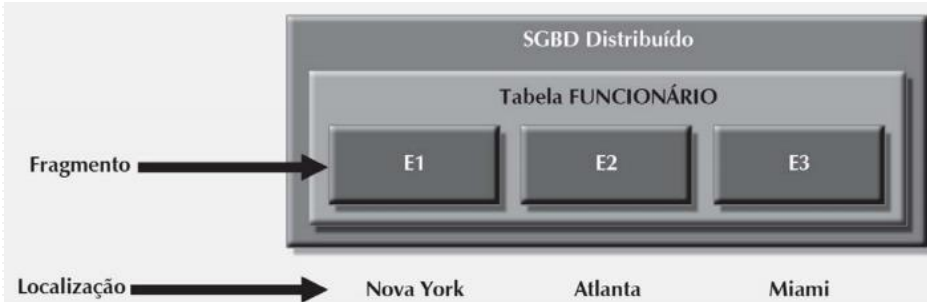 SGBD Distribuído
Tabela FUNCIONÁRIO
Fragmento E1 E2 E3
Localização Nova York Atlanta Miami